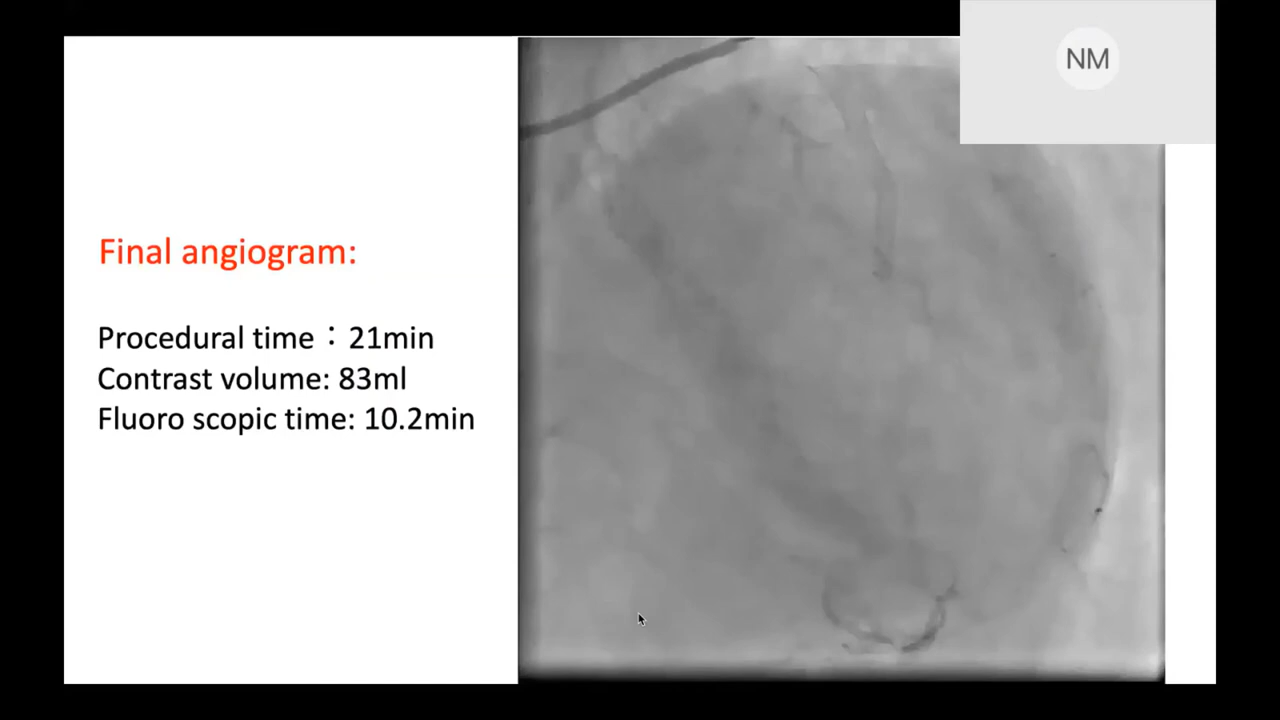 NM
Final angiogram:
Procedural time：21min
Contrast volume: 83ml
Fluoro scopic time: 10.2min